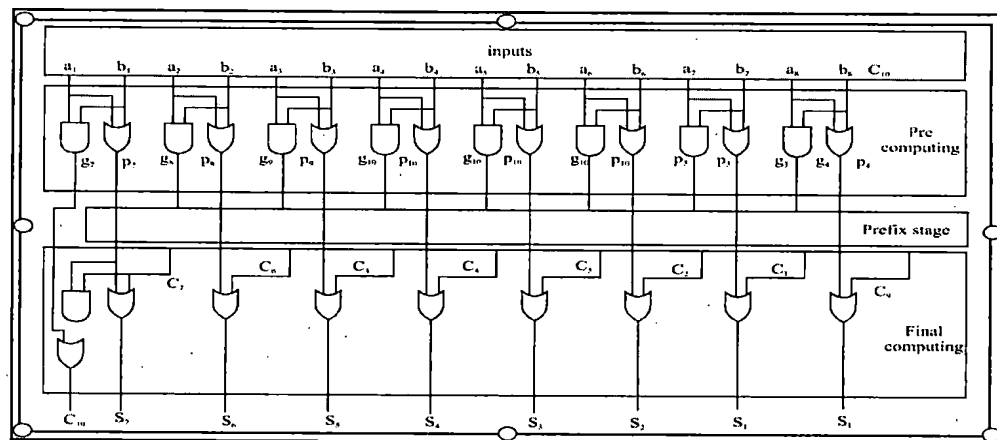 inputs
a₁ b₁ a₂ b₂ a₃ b₃ a₄ b₄ a₅ b₅ a₆ b₆ a₇ b₇ a₈ b₈ C₁₀
Pre
computing
g₇ p₇ g₈ p₈ g₉ p₉ g₁₀ p₁₀ g₁₀ p₁₀ g₁₀ p₁₀ p₂ p₃ g₃ g₄ p₄
Prefix stage
C₇ C₆ C₄ C₃ C₂ C₁ C₉
Final
computing
C₁₀ S₇ S₆ S₅ S₄ S₃ S₂ S₁ S₁